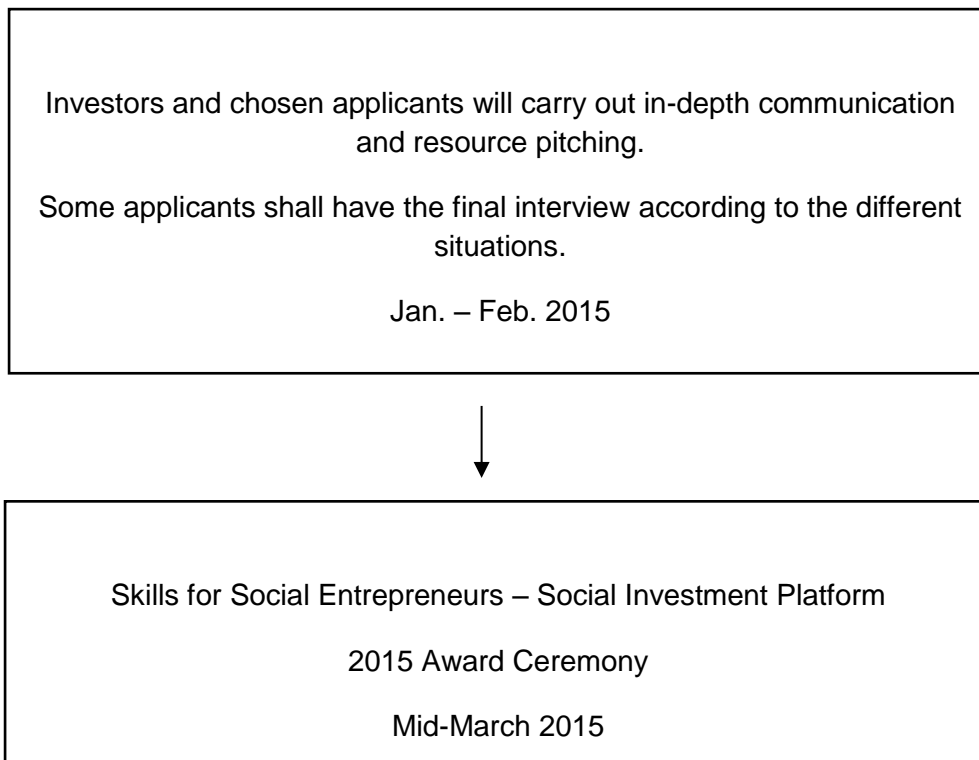 Investors and chosen applicants will carry out in-depth communication
and resource pitching.
Some applicants shall have the final interview according to the different
situations.
Jan. – Feb. 2015
Skills for Social Entrepreneurs – Social Investment Platform
2015 Award Ceremony
Mid-March 2015